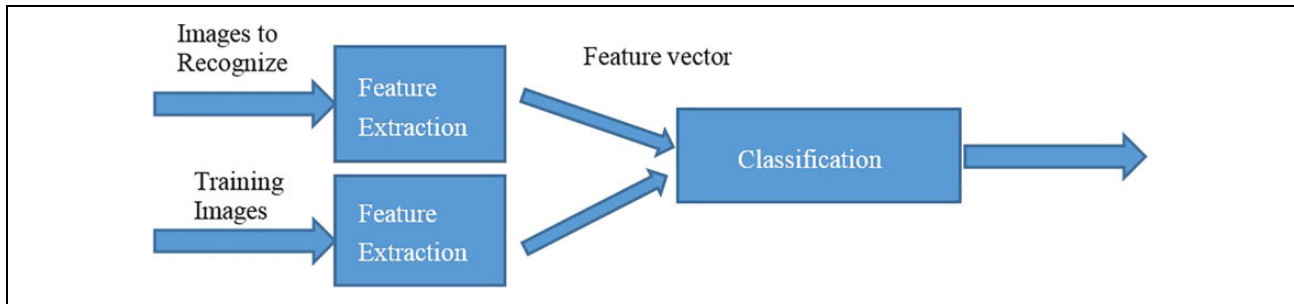 Images to
Recognize
Feature
Extraction
Feature vector
Classification
Training
Images
Feature
Extraction